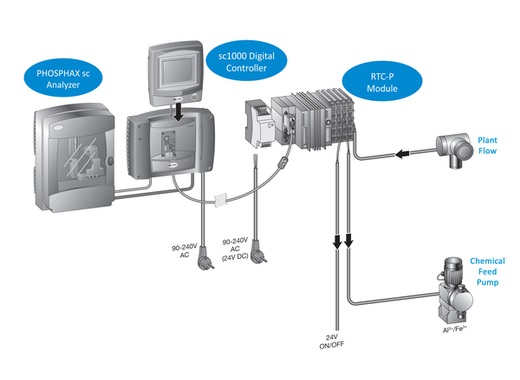 PHOSPHAX sc
Analyzer
sc1000 Digital
Controller
RTC-P
Module
Plant
Flow
90-240V
AC
90-240V
AC
(24V DC)
Chemical
Feed
Pump
24V
ON/OFF
Al³⁺/Fe³⁺